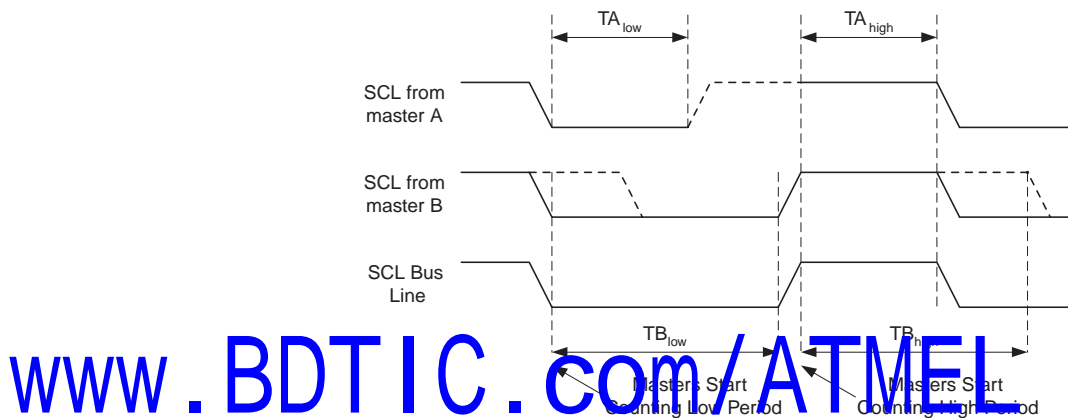 TA low
TA high
SCL from
master A
SCL from
master B
SCL Bus
Line
TB low
TB high
www.BDTIC.com/ATMEL
Masters Start
Counting Low Period
Masters Start
Counting High Period